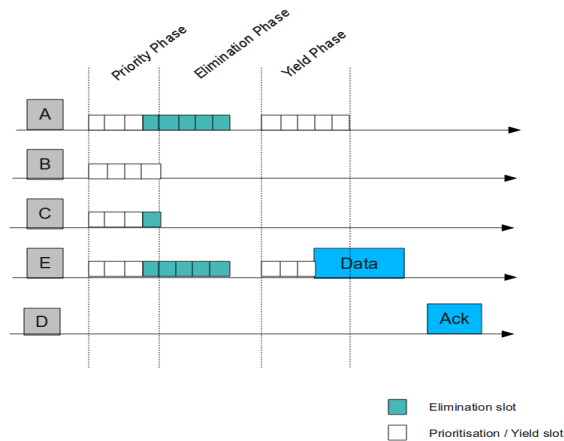 Priority Phase
Elimination Phase
Yield Phase
A
B
C
E
Data
D
Ack
Elimination slot
Prioritisation / Yield slot